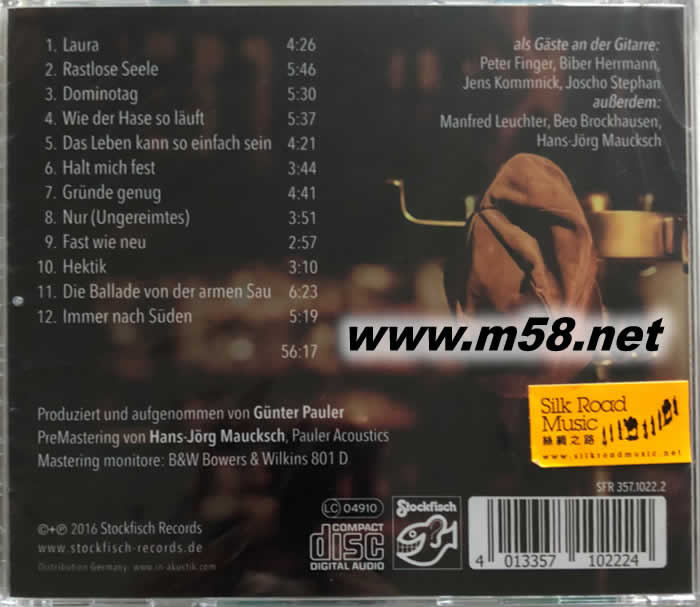 1. Laura 4:26
2. Rastlose Seele 5:46
3. Dominotag 5:30
4. Wie der Hase so läuft 5:37
5. Das Leben kann so einfach sein 4:21
6. Halt mich fest 3:44
7. Gründe genug 4:41
8. Nur (Ungereimtes) 3:51
9. Fast wie neu 2:57
10. Hektik 3:10
11. Die Ballade von der armen Sau 6:23
12. Immer nach Süden 5:19
56:17
als Gäste an der Gitarre:
Peter Finger, Biber Herrmann,
Jens Kommnick, Joscho Stephan
außerdem:
Manfred Leuchter, Beo Brockhausen,
Hans-Jörg Maucksch
www.m58.net
Silk Road
Music
絲綢之路
www.silkroadmusic.net
Produziert und aufgenommen von Günter Pauler
PreMastering von Hans-Jörg Maucksch, Pauler Acoustics
Mastering monitore: B&W Bowers & Wilkins 801 D
SFR 357.1022.2
©+℗ 2016 Stockfisch Records
www.stockfisch-records.de
Distribution Germany: www.in-akustik.com
LC 04910
COMPACT
disc
DIGITAL AUDIO
Stockfisch
4 013357 102224